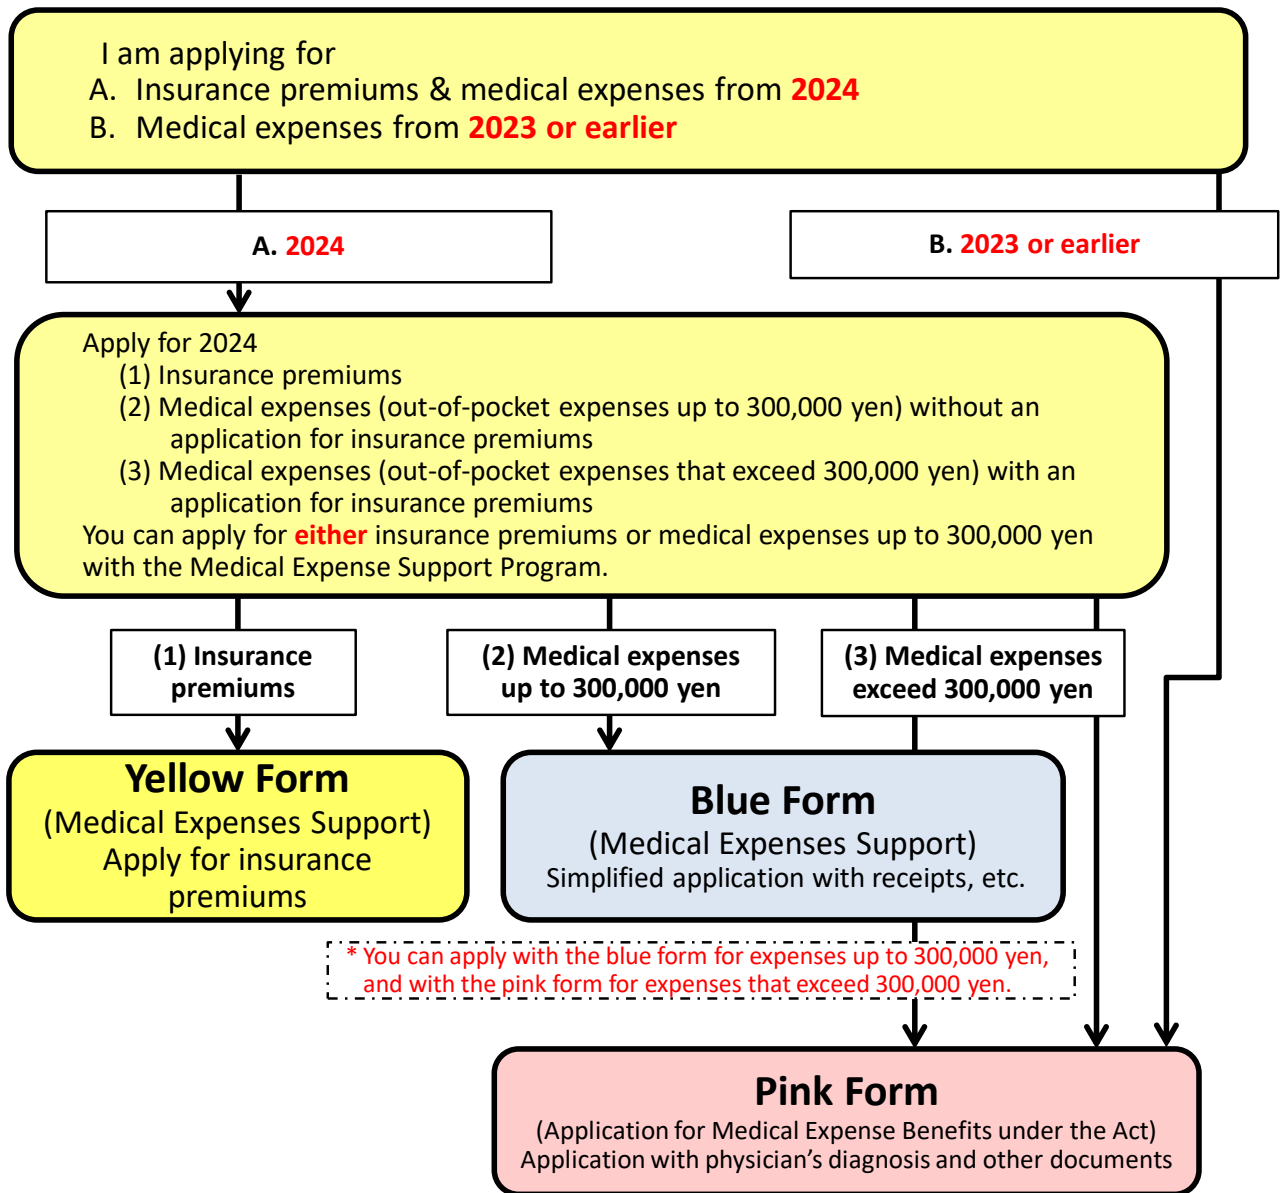 I am applying for
A. Insurance premiums & medical expenses from 2024
B. Medical expenses from 2023 or earlier
A. 2024
B. 2023 or earlier
Apply for 2024
(1) Insurance premiums
(2) Medical expenses (out-of-pocket expenses up to 300,000 yen) without an
application for insurance premiums
(3) Medical expenses (out-of-pocket expenses that exceed 300,000 yen) with an
application for insurance premiums
You can apply for either insurance premiums or medical expenses up to 300,000 yen
with the Medical Expense Support Program.
(1) Insurance
premiums
(2) Medical expenses
up to 300,000 yen
(3) Medical expenses
exceed 300,000 yen
Yellow Form
(Medical Expenses Support)
Apply for insurance
premiums
Blue Form
(Medical Expenses Support)
Simplified application with receipts, etc.
* You can apply with the blue form for expenses up to 300,000 yen,
and with the pink form for expenses that exceed 300,000 yen.
Pink Form
(Application for Medical Expense Benefits under the Act)
Application with physician’s diagnosis and other documents